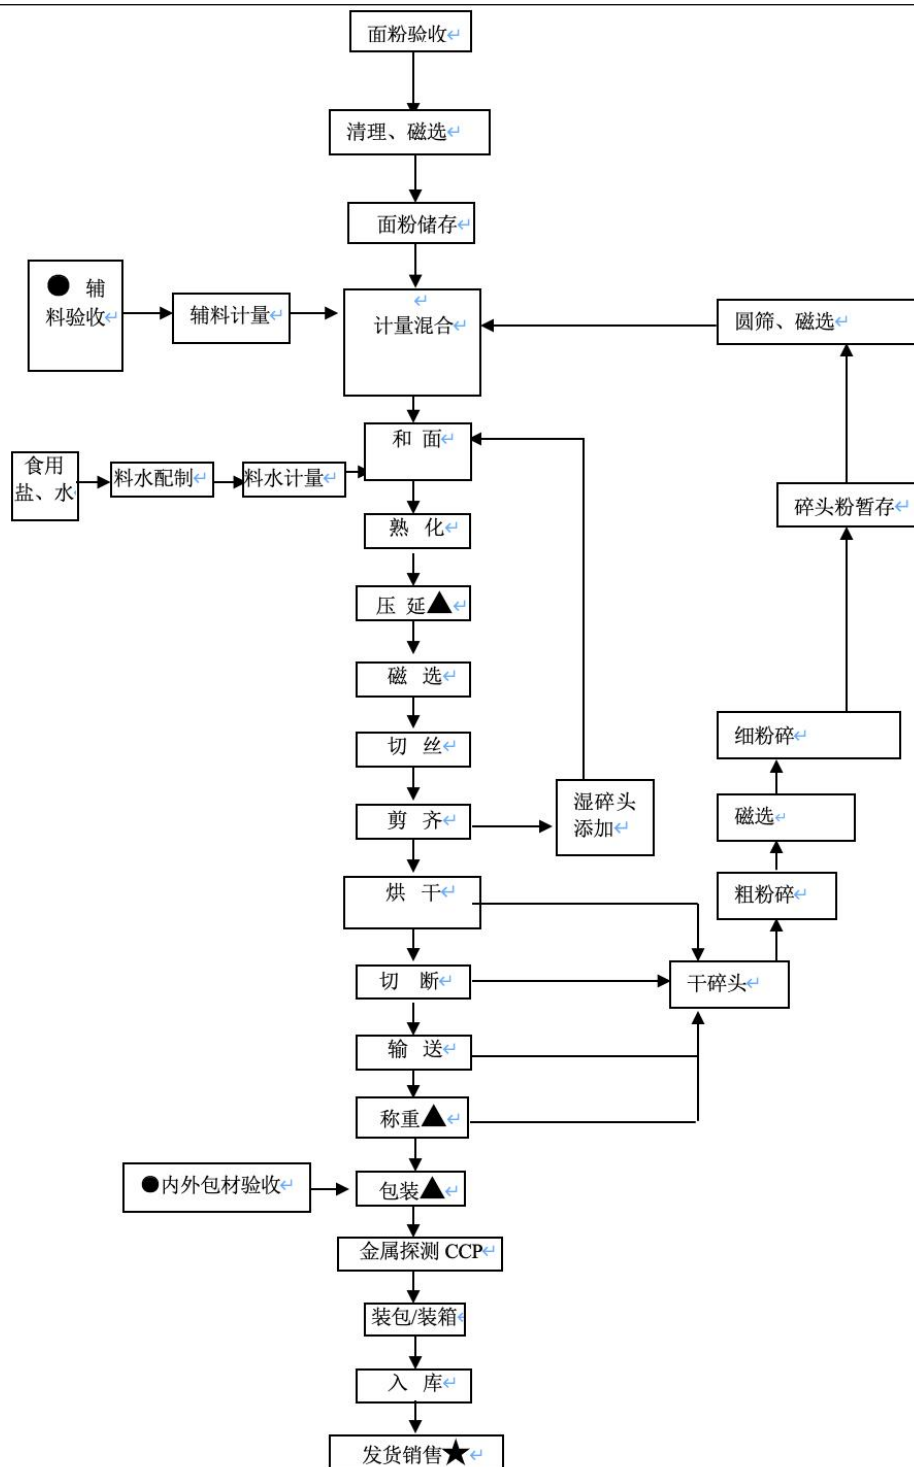 面粉验收
清理、磁选
面粉储存
● 辅
料验收
辅料计量
计量混合
圆筛、磁选
和 面
食用
盐、水
料水配制
料水计量
碎头粉暂存
熟 化
压 延▲
磁 选
切 丝
细粉碎
剪 齐
湿碎头
添加
磁选
烘 干
粗粉碎
切 断
干碎头
输 送
称重▲
●内外包材验收
包装▲
金属探测 CCP
装包/装箱
入 库
发货销售★